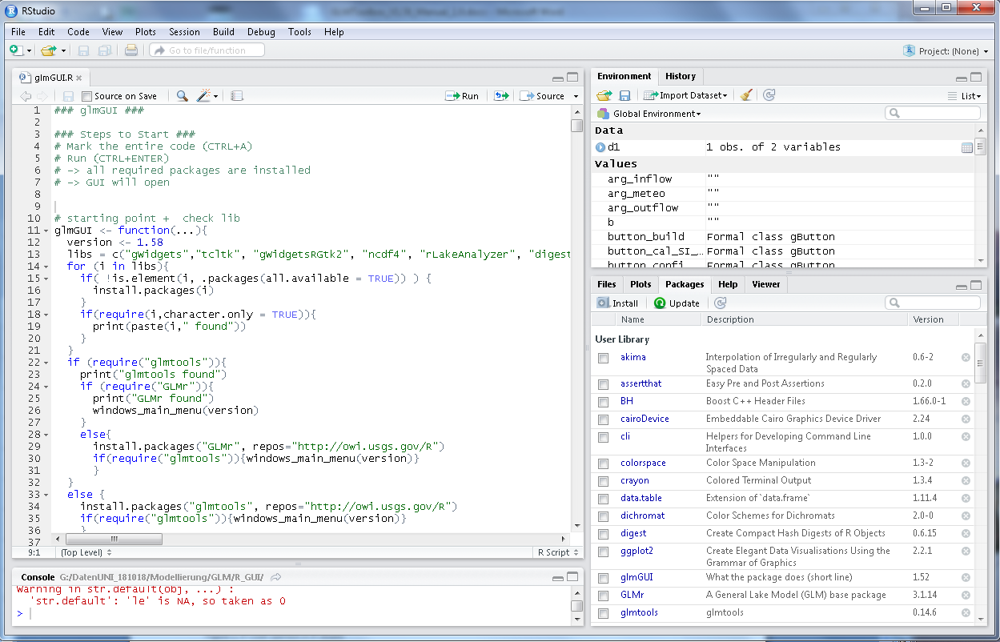 RStudio
File Edit Code View Plots Session Build Debug Tools Help
Go to file/function
Project: (None)
glmGUI.R
Source on Save
Run
Source
1 ### glmGUI ###
2
3 ### Steps to Start ###
4 # Mark the entire code (CTRL+A)
5 # Run (CTRL+ENTER)
6 # -> all required packages are installed
7 # -> GUI will open
8
9
10 # starting point + check lib
11 glmGUI <- function(...){
12 version <- 1.58
13 libs = c("gWidgets","tcltk", "gWidgetsRGtk2", "ncdf4", "rLakeAnalyzer", "digest
14 for (i in libs){
15 if( !is.element(i, .packages(all.available = TRUE)) ) {
16 install.packages(i)
17 }
18 if(require(i,character.only = TRUE)){
19 print(paste(i," found"))
20 }
21 }
22 if (require("glmtools")){
23 print("glmtools found")
24 if (require("GLMr")){
25 print("GLMr found")
26 windows_main_menu(version)
27 }
28 else{
29 install.packages("GLMr", repos="http://owi.usgs.gov/R")
30 if(require("glmtools")){windows_main_menu(version)}
31 }
32 }
33 else {
34 install.packages("glmtools", repos="http://owi.usgs.gov/R")
35 if(require("glmtools")){windows_main_menu(version)}
36 }
37
9:1 (Top Level) R Script
Console G:/DatenUNI_181018/Modellierung/GLM/R_GUI/
Warning in str.default(obj, ...) :
'str.default': 'le' is NA, so taken as 0
>
Environment History
Import Dataset
List
Global Environment
Data
d1 1 obs. of 2 variables
Values
arg_inflow ""
arg_meteo ""
arg_outflow ""
b ""
button_build Formal class gButton
button_cal_SI_… Formal class gButton
button_confi Formal class gButton
Files Plots Packages Help Viewer
Install Update
Name Description Version
User Library
akima Interpolation of Irregularly and Regularly 0.6-2
Spaced Data
assertthat Easy Pre and Post Assertions 0.2.0
BH Boost C++ Header Files 1.66.0-1
cairoDevice Embeddable Cairo Graphics Device Driver 2.24
cli Helpers for Developing Command Line 1.0.0
Interfaces
colorspace Color Space Manipulation 1.3-2
crayon Colored Terminal Output 1.3.4
data.table Extension of `data.frame` 1.11.4
dichromat Color Schemes for Dichromats 2.0-0
digest Create Compact Hash Digests of R Objects 0.6.15
ggplot2 Create Elegant Data Visualisations Using the 2.2.1
Grammar of Graphics
glmGUI What the package does (short line) 1.52
GLMr A General Lake Model (GLM) base package 3.1.14
glmtools glmtools 0.14.6